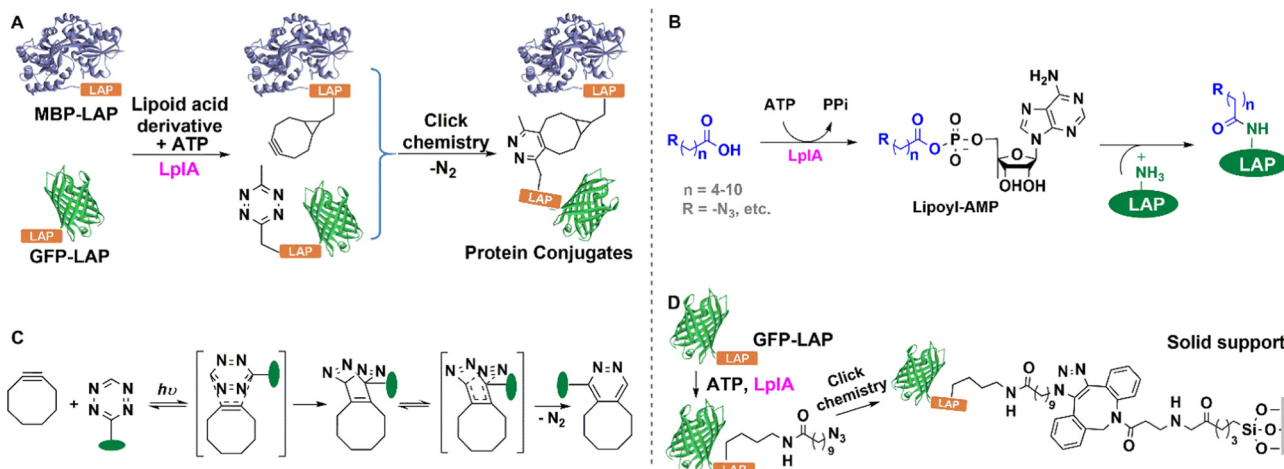 A
LAP
MBP-LAP
Lipoid acid
derivative
+ ATP
LplA
LAP
GFP-LAP
LAP
N N
N N
LAP
Click
chemistry
-N2
N
N
LAP
Protein Conjugates
B
R
n
O
OH
n = 4-10
R = -N3, etc.
ATP
PPi
LplA
R
n
O
O
P
O
O-
O
H2N
N
N
N
N
O
OHOH
Lipoyl-AMP
+
NH3
LAP
R
n
O
NH
LAP
C
+
N N
N N
hυ
N N
N N
N N
N N
N N
N N
- N2
N N
D
GFP-LAP
LAP
ATP, LplA
LAP
N
H
O
9
N3
Click
chemistry
Solid support
LAP
N
H
O
9
N
N
N
N
O
H
N
O
3
Si
O
O
O